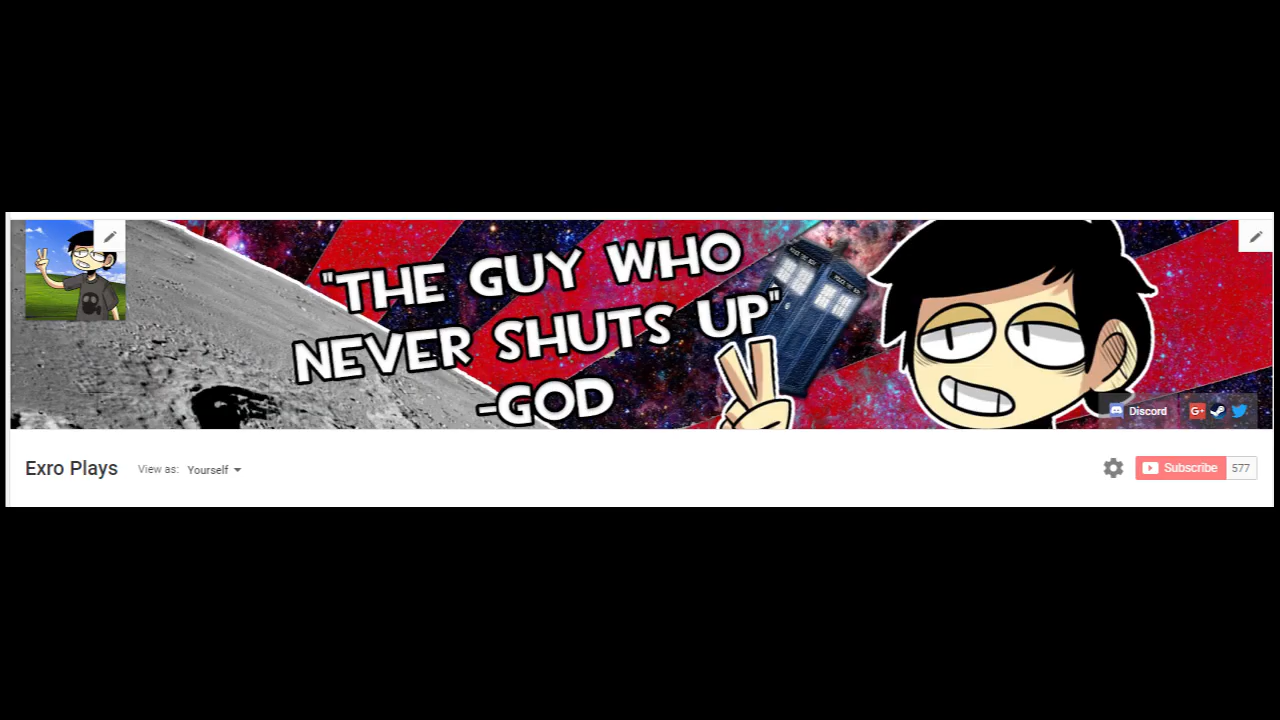 "THE GUY WHO
NEVER SHUTS UP"
-GOD
Discord
Exro Plays
View as: Yourself
Subscribe 577